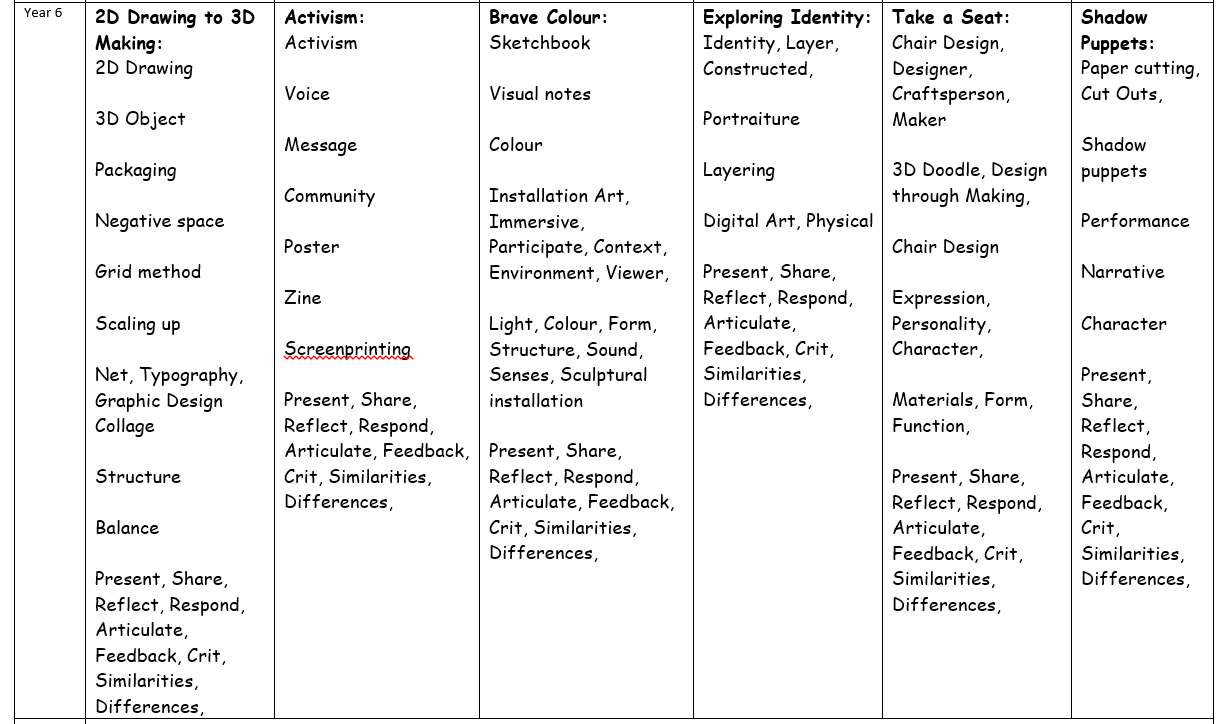 Year 6
2D Drawing to 3D
Making:
2D Drawing
3D Object
Packaging
Negative space
Grid method
Scaling up
Net, Typography,
Graphic Design
Collage
Structure
Balance
Present, Share,
Reflect, Respond,
Articulate,
Feedback, Crit,
Similarities,
Differences,
Activism:
Activism
Voice
Message
Community
Poster
Zine
Screenprinting
Present, Share,
Reflect, Respond,
Articulate, Feedback,
Crit, Similarities,
Differences,
Brave Colour:
Sketchbook
Visual notes
Colour
Installation Art,
Immersive,
Participate, Context,
Environment, Viewer,
Light, Colour, Form,
Structure, Sound,
Senses, Sculptural
installation
Present, Share,
Reflect, Respond,
Articulate, Feedback,
Crit, Similarities,
Differences,
Exploring Identity:
Identity, Layer,
Constructed,
Portraiture
Layering
Digital Art, Physical
Present, Share,
Reflect, Respond,
Articulate,
Feedback, Crit,
Similarities,
Differences,
Take a Seat:
Chair Design,
Designer,
Craftsperson,
Maker
3D Doodle, Design
through Making,
Chair Design
Expression,
Personality,
Character,
Materials, Form,
Function,
Present, Share,
Reflect, Respond,
Articulate,
Feedback, Crit,
Similarities,
Differences,
Shadow
Puppets:
Paper cutting,
Cut Outs,
Shadow
puppets
Performance
Narrative
Character
Present,
Share,
Reflect,
Respond,
Articulate,
Feedback,
Crit,
Similarities,
Differences,